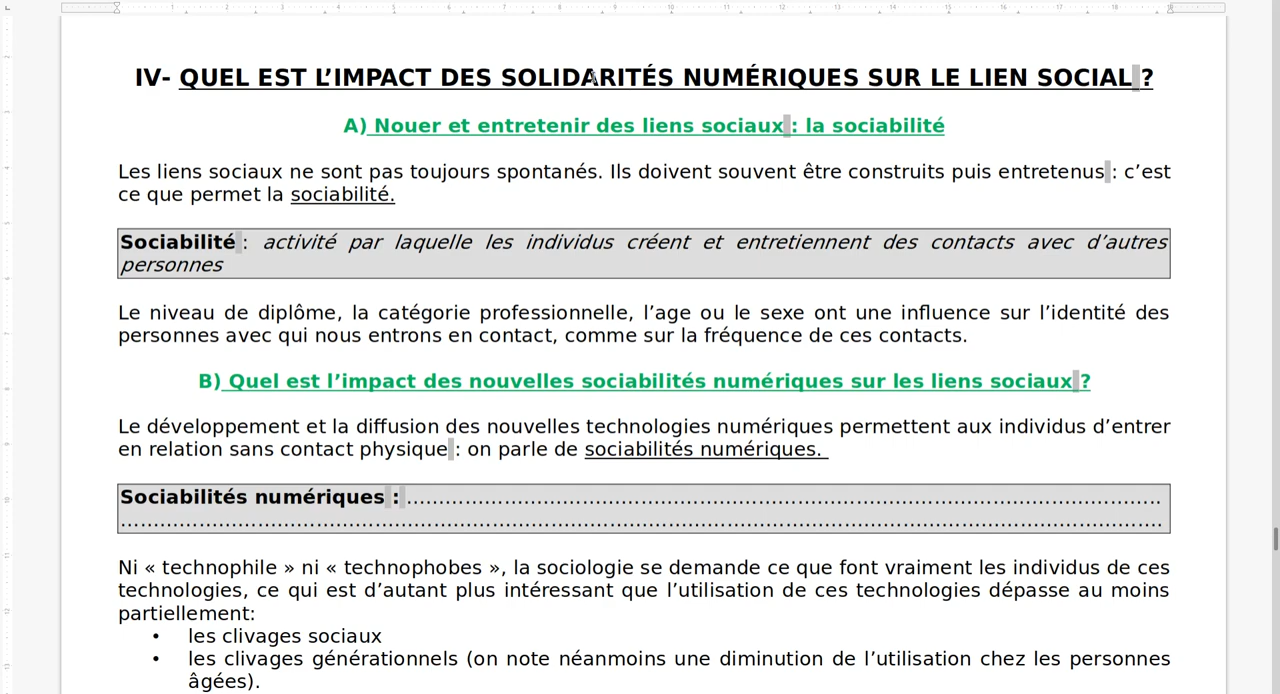 IV- QUEL EST L’IMPACT DES SOLIDARITÉS NUMÉRIQUES SUR LE LIEN SOCIAL ?
A) Nouer et entretenir des liens sociaux : la sociabilité
Les liens sociaux ne sont pas toujours spontanés. Ils doivent souvent être construits puis entretenus : c’est
ce que permet la sociabilité.
Sociabilité : activité par laquelle les individus créent et entretiennent des contacts avec d’autres
personnes
Le niveau de diplôme, la catégorie professionnelle, l’age ou le sexe ont une influence sur l’identité des
personnes avec qui nous entrons en contact, comme sur la fréquence de ces contacts.
B) Quel est l’impact des nouvelles sociabilités numériques sur les liens sociaux ?
Le développement et la diffusion des nouvelles technologies numériques permettent aux individus d’entrer
en relation sans contact physique : on parle de sociabilités numériques.
Sociabilités numériques : ……………………………………………………………………………………………………
…………………………………………………………………………………………………………………………………………
Ni « technophile » ni « technophobes », la sociologie se demande ce que font vraiment les individus de ces
technologies, ce qui est d’autant plus intéressant que l’utilisation de ces technologies dépasse au moins
partiellement:
• les clivages sociaux
• les clivages générationnels (on note néanmoins une diminution de l’utilisation chez les personnes
âgées).